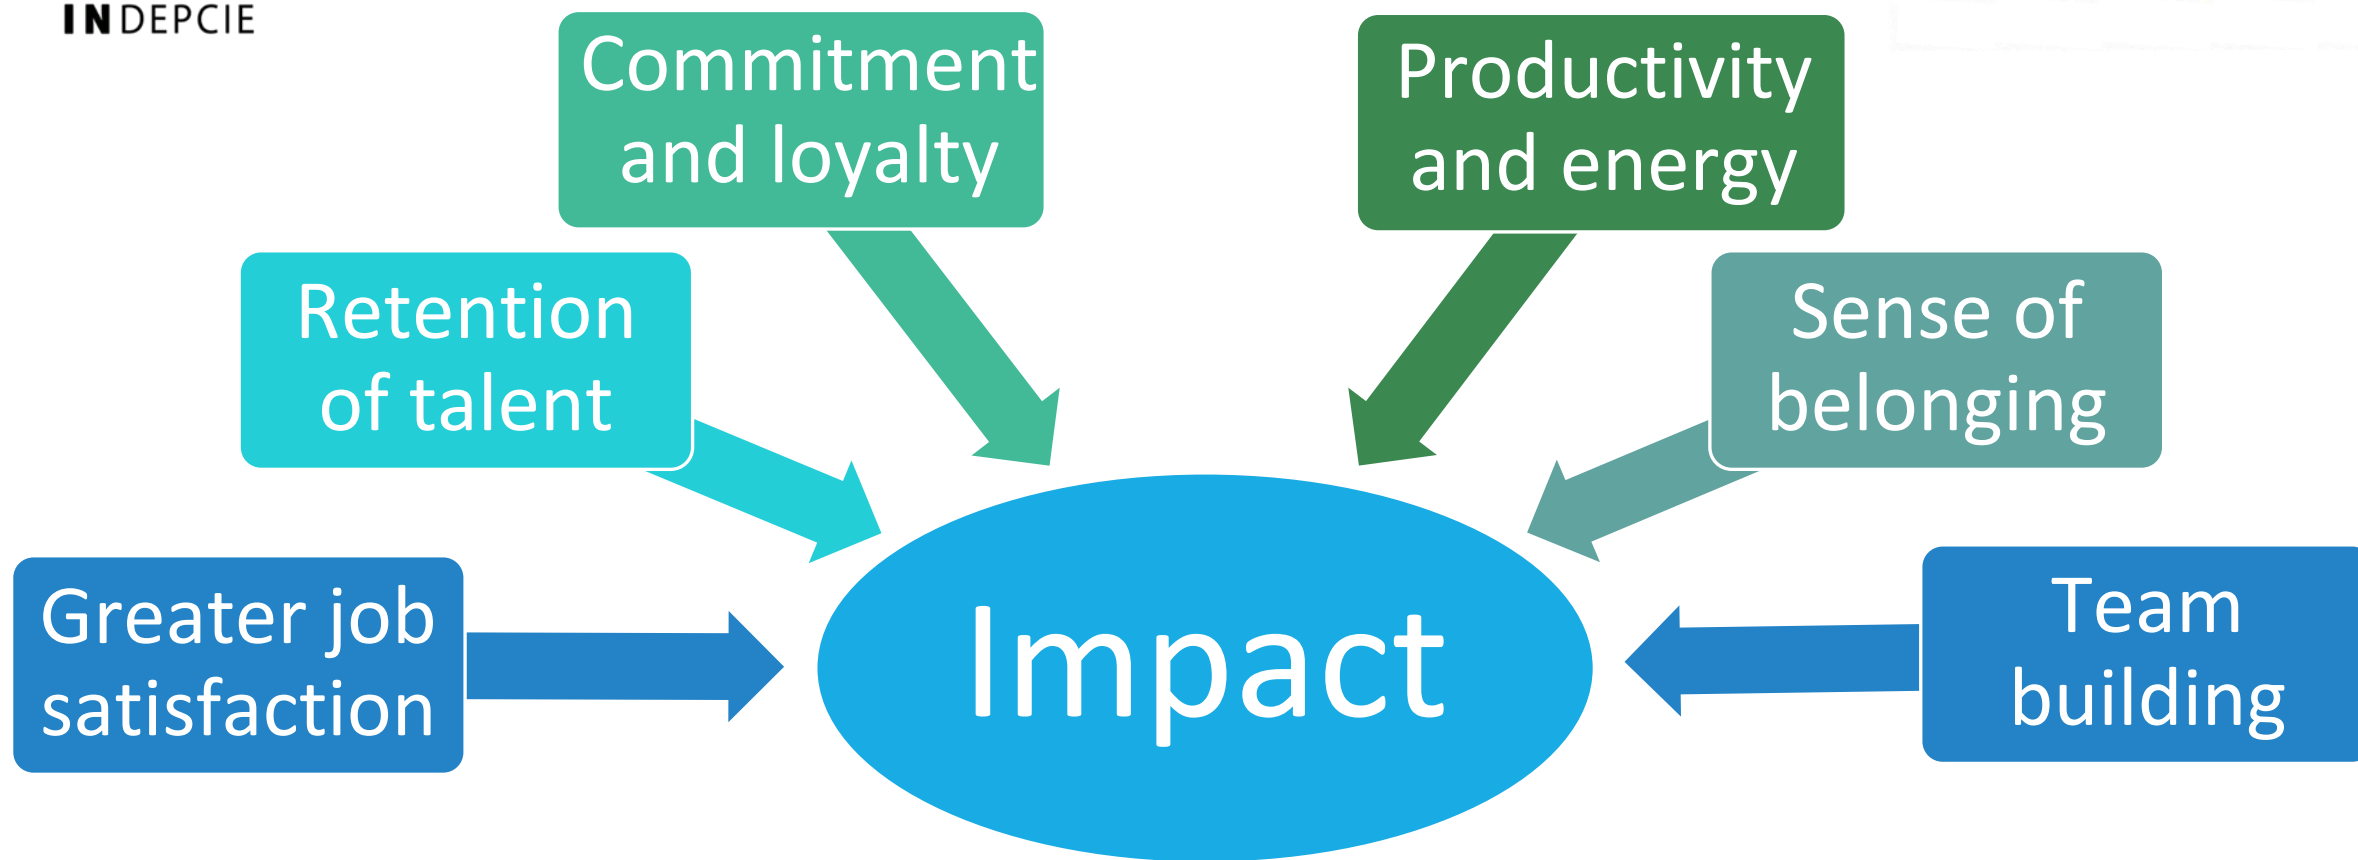 INDEPCIE
Commitment
and loyalty
Productivity
and energy
Retention
of talent
Sense of
belonging
Greater job
satisfaction
Impact
Team
building